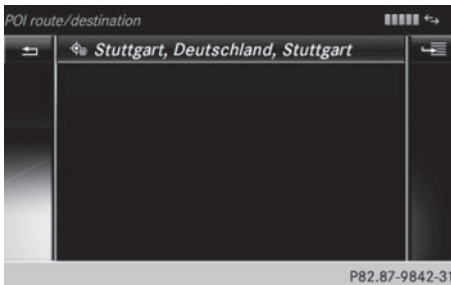 POI route/destination
Stuttgart, Deutschland, Stuttgart
P82.87-9842-31